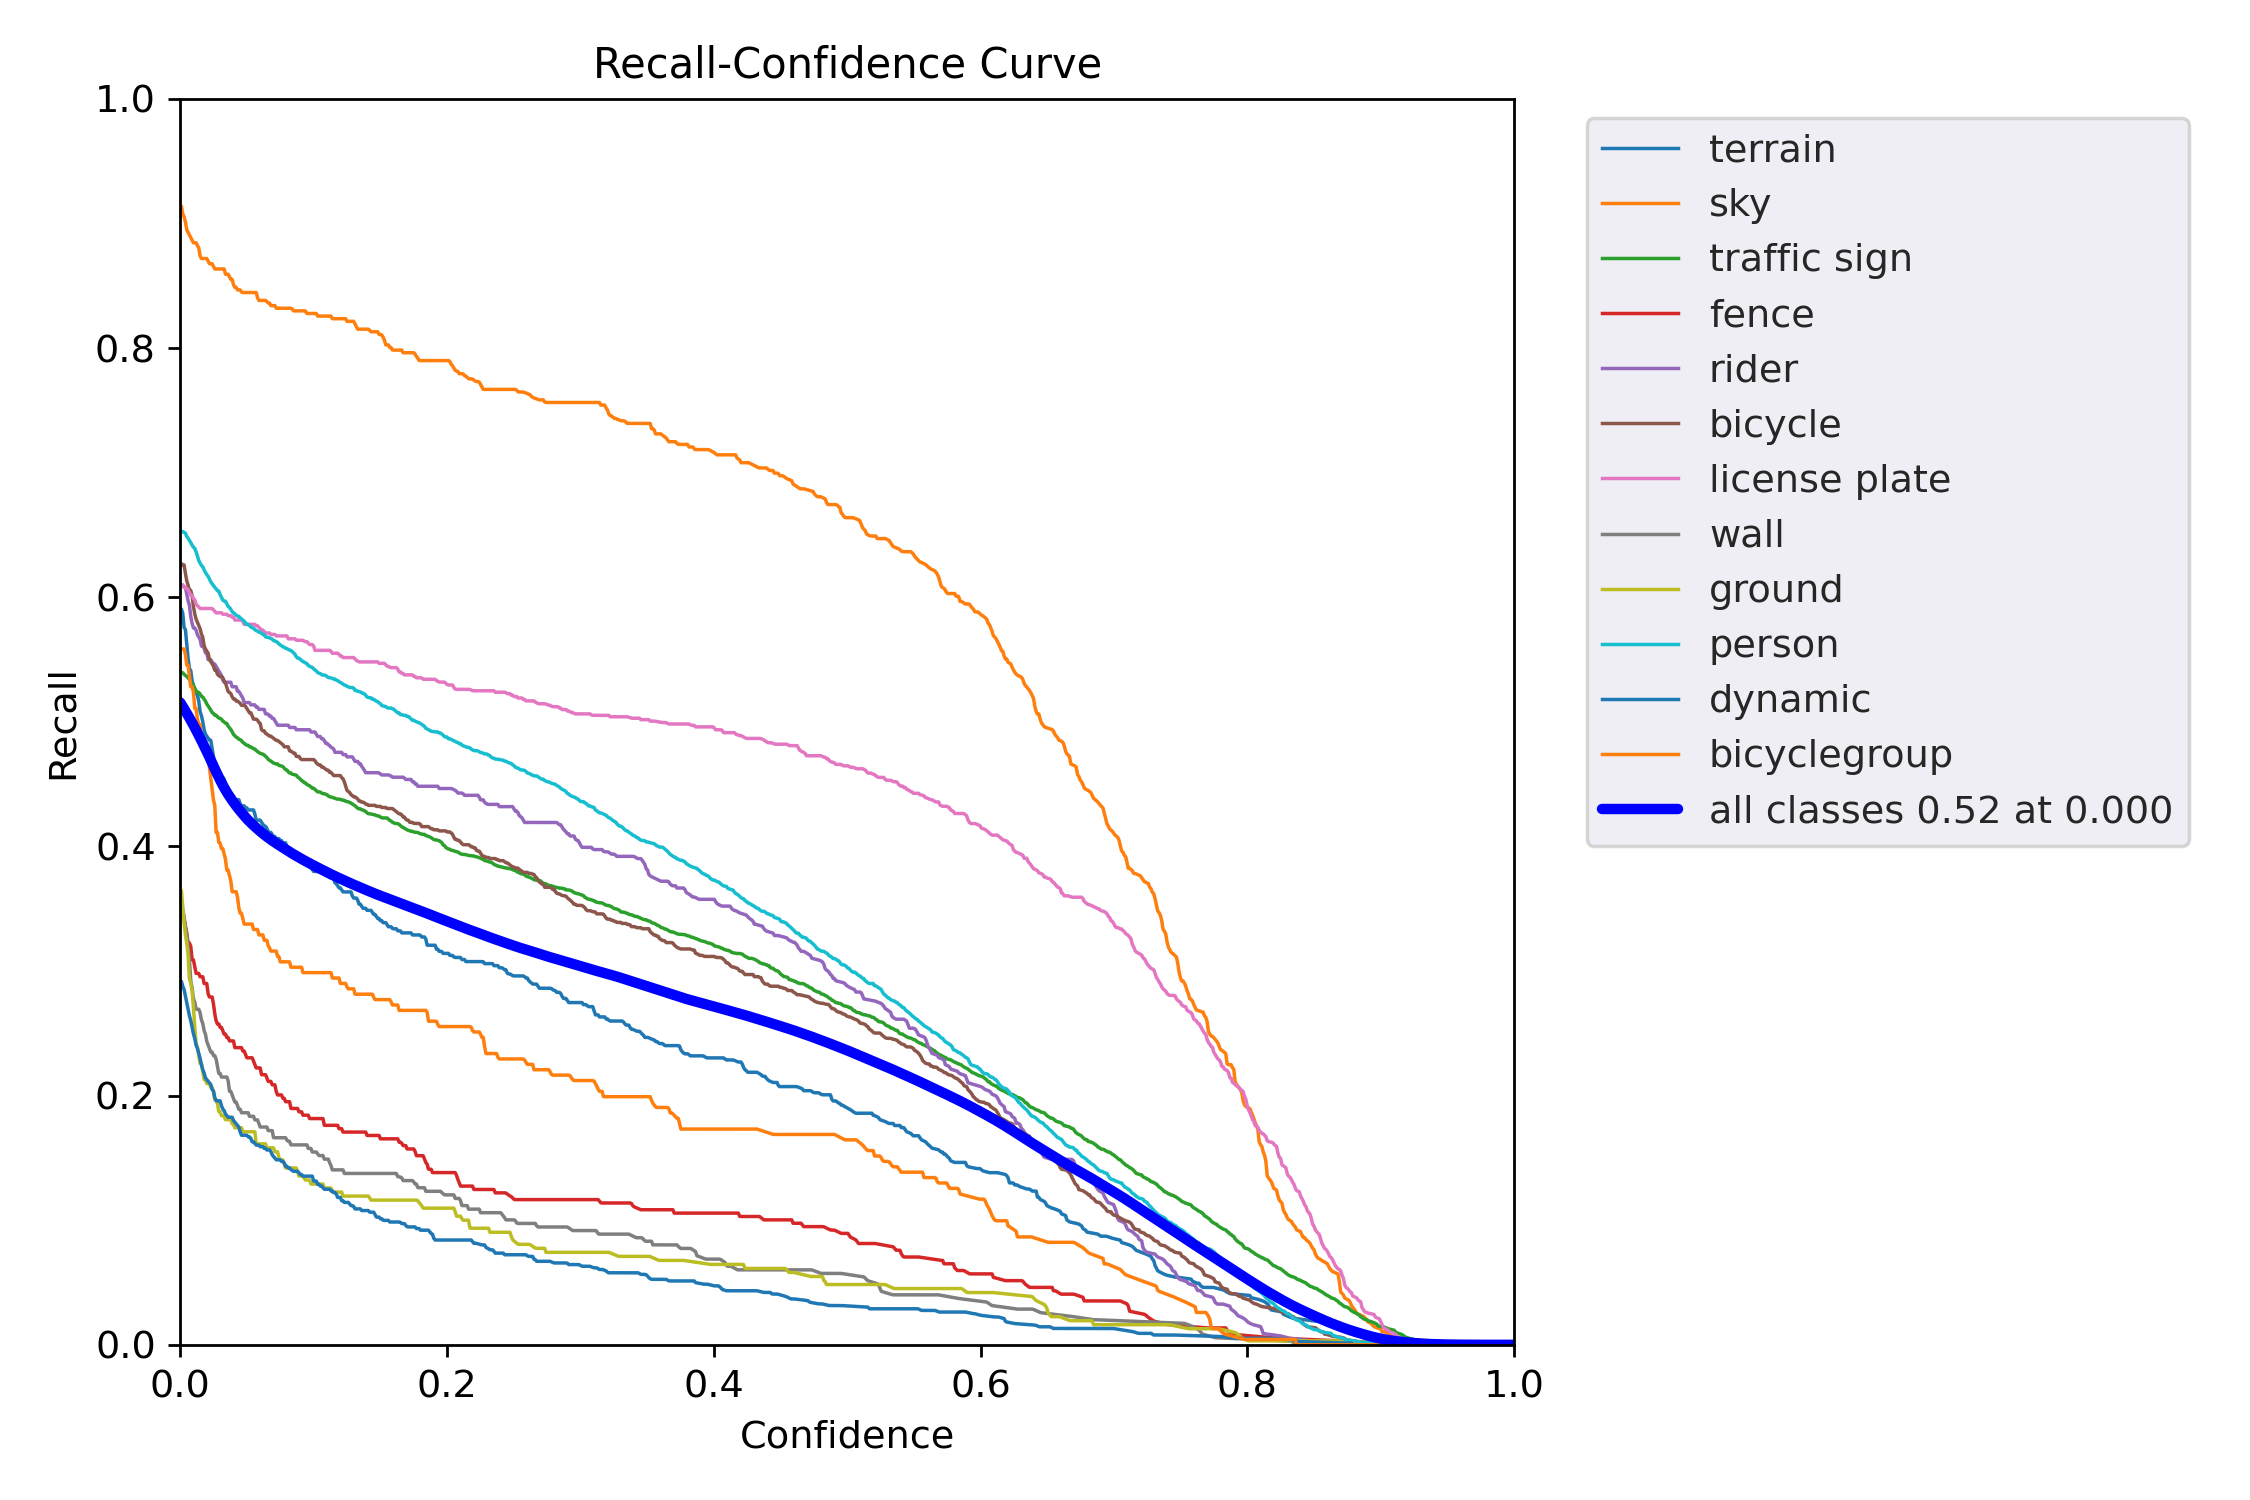 Recall-Confidence Curve
1.0
0.8
0.6
0.4
0.2
0.0
Recall
0.0 0.2 0.4 0.6 0.8 1.0
Confidence
terrain
sky
traffic sign
fence
rider
bicycle
license plate
wall
ground
person
dynamic
bicyclegroup
all classes 0.52 at 0.000